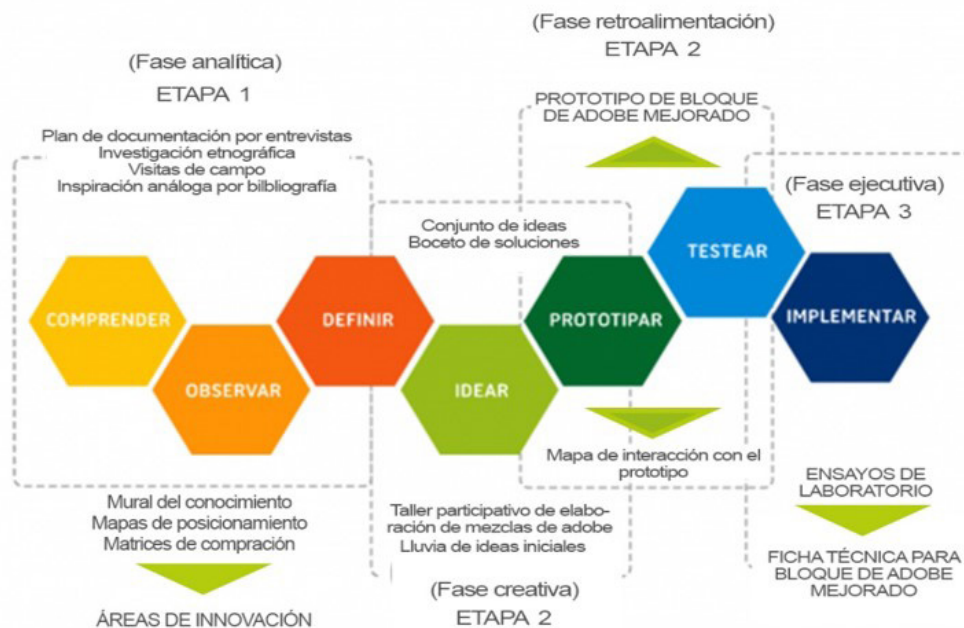 (Fase retroalimentación)
ETAPA 2
(Fase analítica)
ETAPA 1
PROTOTIPO DE BLOQUE
DE ADOBE MEJORADO
Plan de documentación por entrevistas
Investigación etnográfica
Visitas de campo
Inspiración análoga por bilbliografía
(Fase ejecutiva)
ETAPA 3
Conjunto de ideas
Boceto de soluciones
COMPRENDER
OBSERVAR
DEFINIR
IDEAR
PROTOTIPAR
TESTEAR
IMPLEMENTAR
Mapa de interacción con el
prototipo
Mural del conocimiento
Mapas de posicionamiento
Matrices de compración
ÁREAS DE INNOVACIÓN
Taller participativo de elabo-
ración de mezclas de adobe
Lluvia de ideas iniciales
(Fase creativa)
ETAPA 2
ENSAYOS DE
LABORATORIO
FICHA TÉCNICA PARA
BLOQUE DE ADOBE
MEJORADO